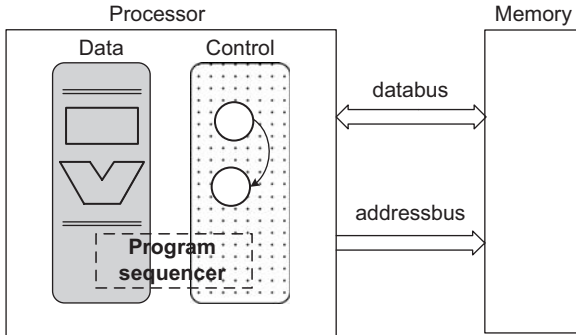 Processor
Memory
Data
Control
databus
addressbus
Program
sequencer